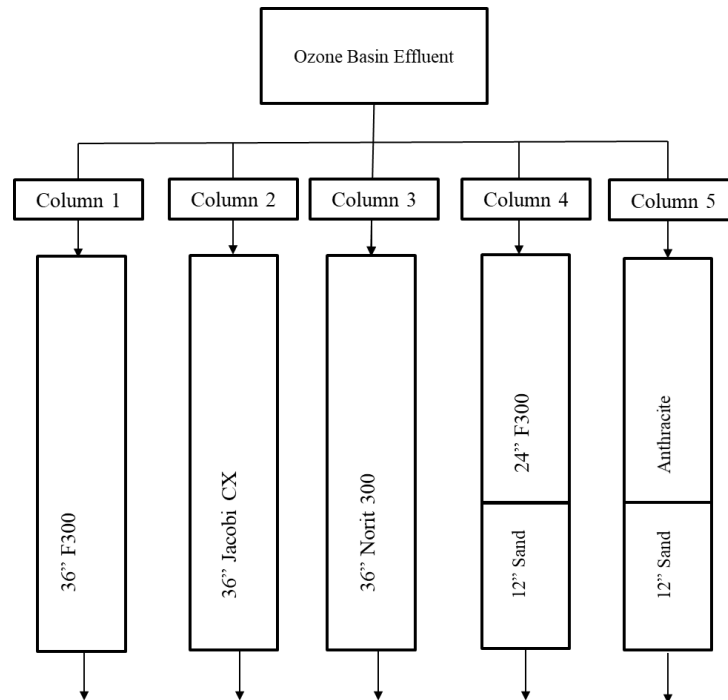 Ozone Basin Effluent
Column 1
Column 2
Column 3
Column 4
Column 5
36” F300
36” Jacobi CX
36” Norit 300
24” F300
12” Sand
Anthracite
12” Sand